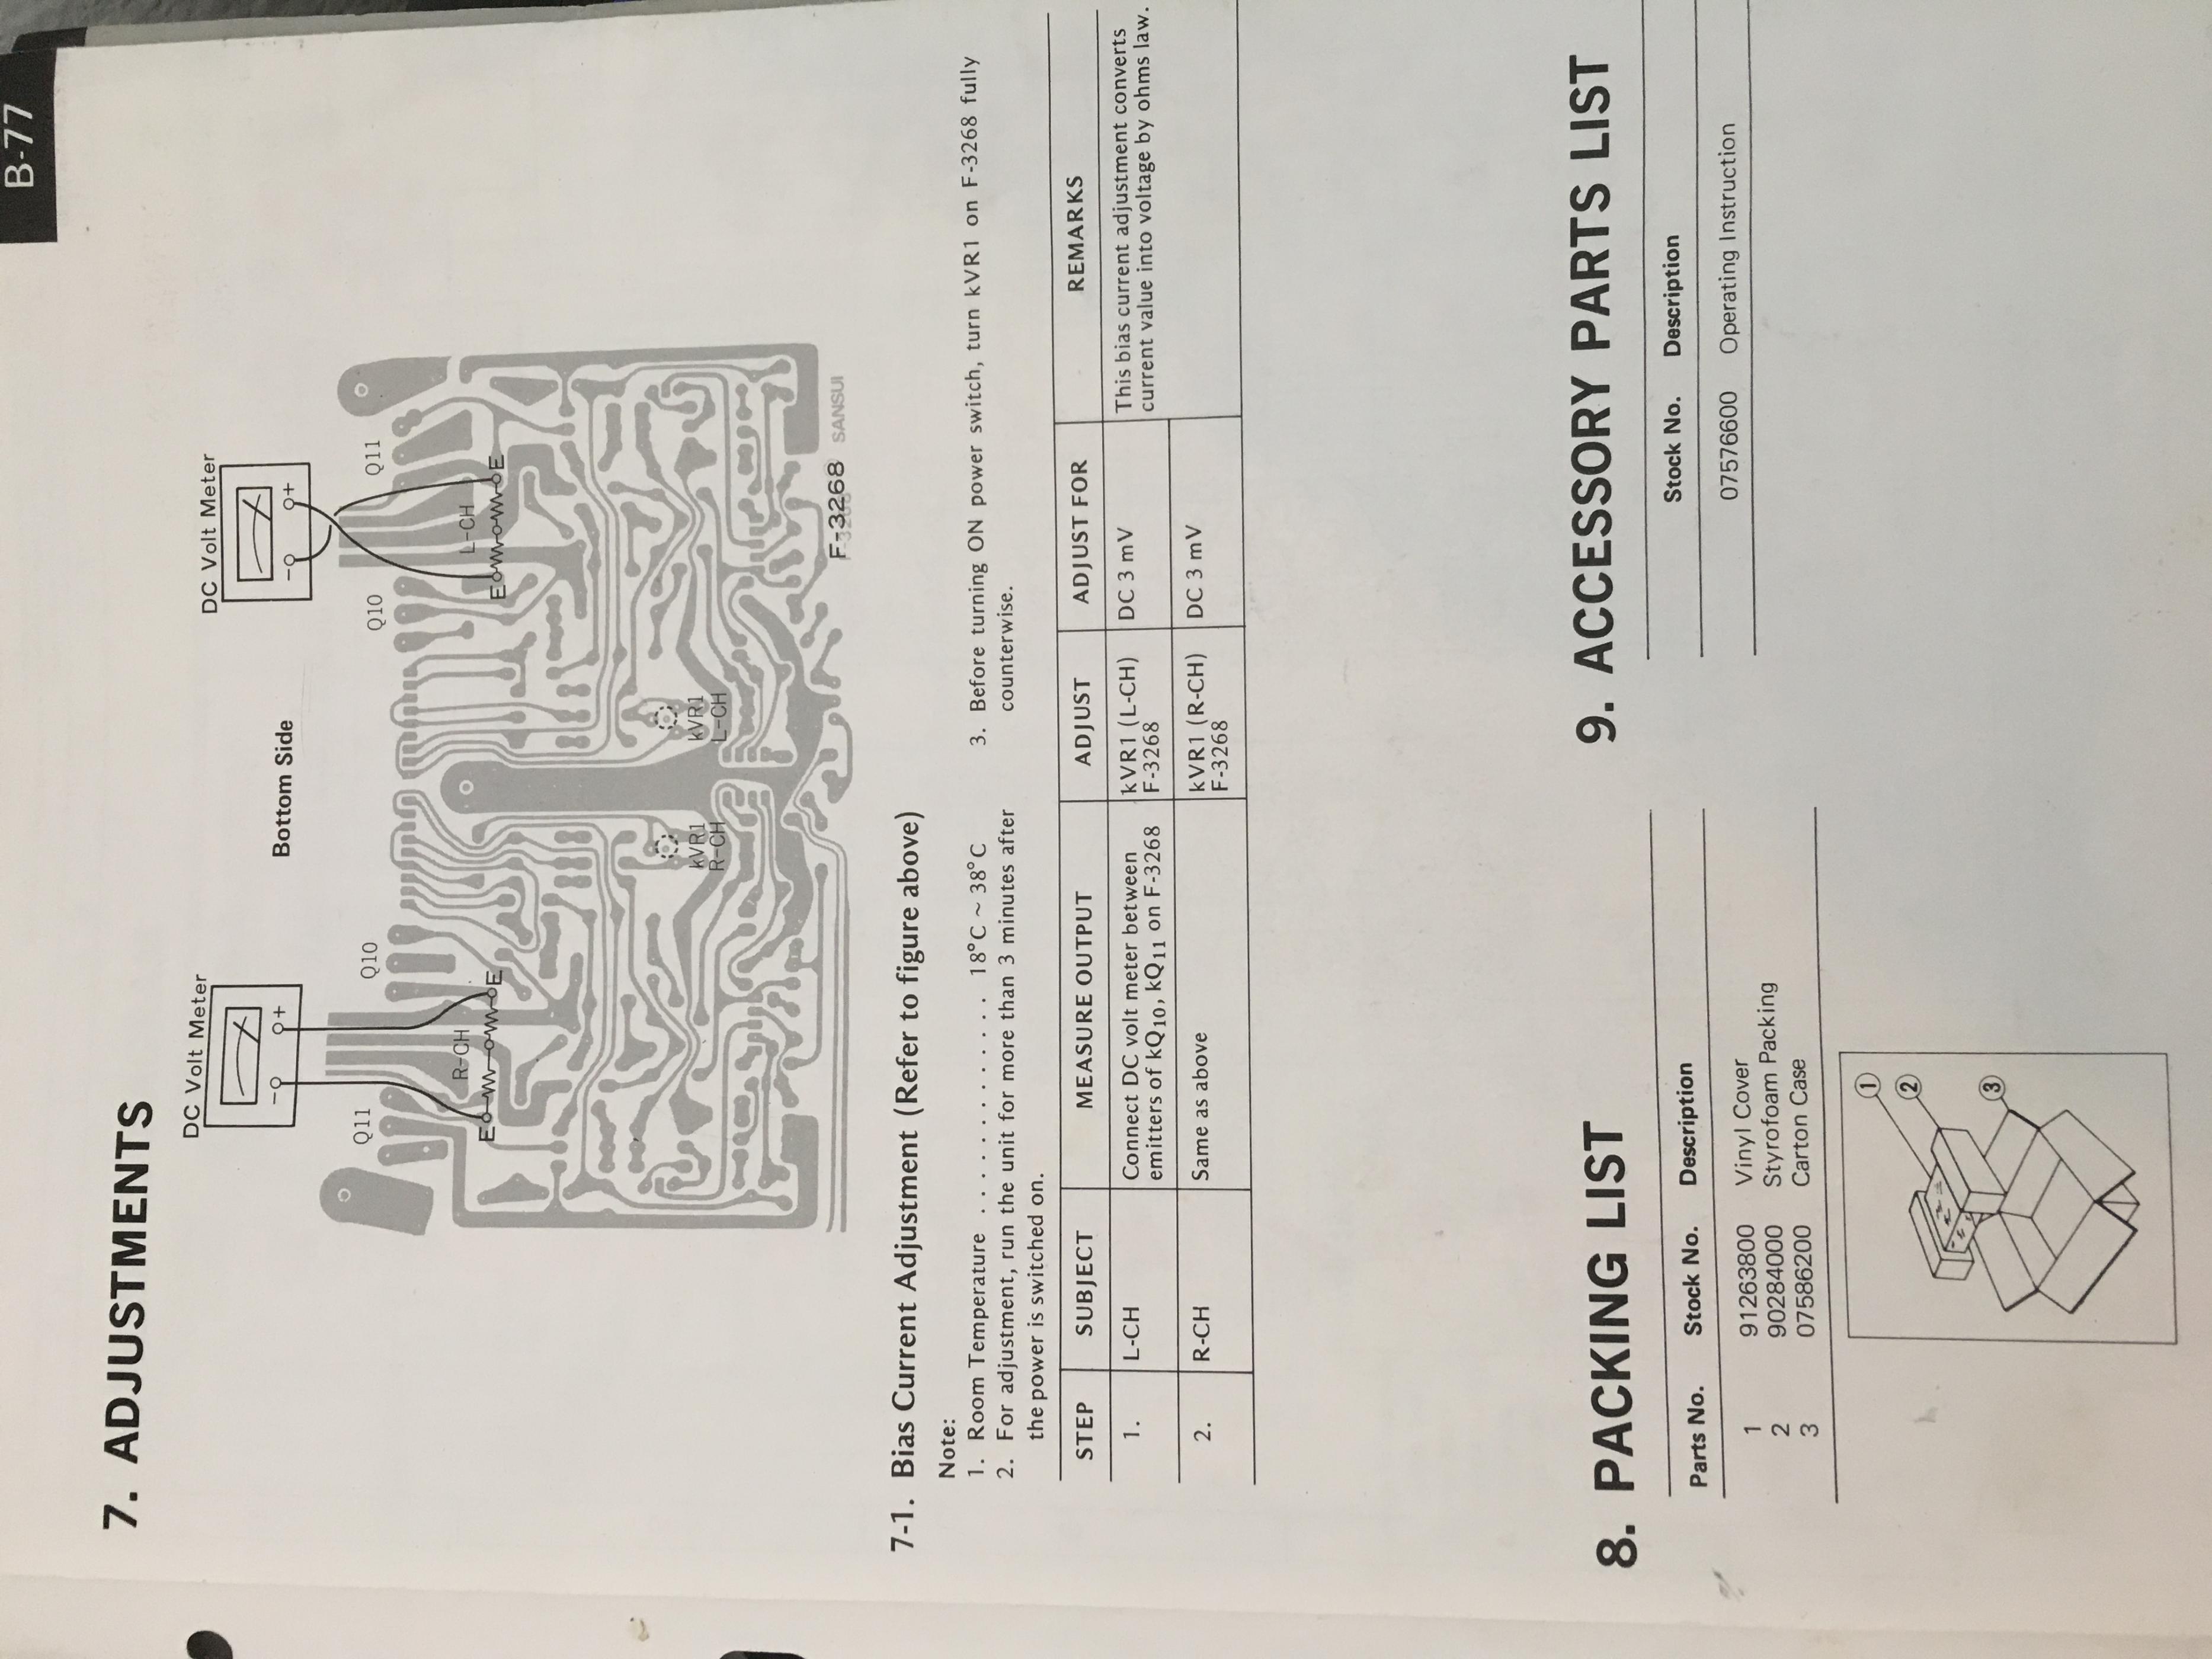 B-77
7. ADJUSTMENTS
DC Volt Meter
DC Volt Meter
Bottom Side
− +
− +
Q11
Q10
Q10
Q11
R-CH
L-CH
E E
E E
kVR1
R-CH
kVR1
L-CH
F-3268 SANSUI
7-1. Bias Current Adjustment (Refer to figure above)
Note:
1. Room Temperature . . . . . . . . . . . . . 18°C ~ 38°C
2. For adjustment, run the unit for more than 3 minutes after
the power is switched on.
3. Before turning ON power switch, turn kVR1 on F-3268 fully
counterwise.
STEP SUBJECT MEASURE OUTPUT ADJUST ADJUST FOR REMARKS
1. L-CH Connect DC volt meter between kVR1 (L-CH) DC 3 mV This bias current adjustment converts
emitters of kQ10, kQ11 on F-3268 F-3268 current value into voltage by ohms law.
2. R-CH Same as above kVR1 (R-CH) DC 3 mV
F-3268
8. PACKING LIST
Parts No. Stock No. Description
1 91263800 Vinyl Cover
2 90284000 Styrofoam Packing
3 07586200 Carton Case
1
2
3
9. ACCESSORY PARTS LIST
Stock No. Description
07576600 Operating Instruction